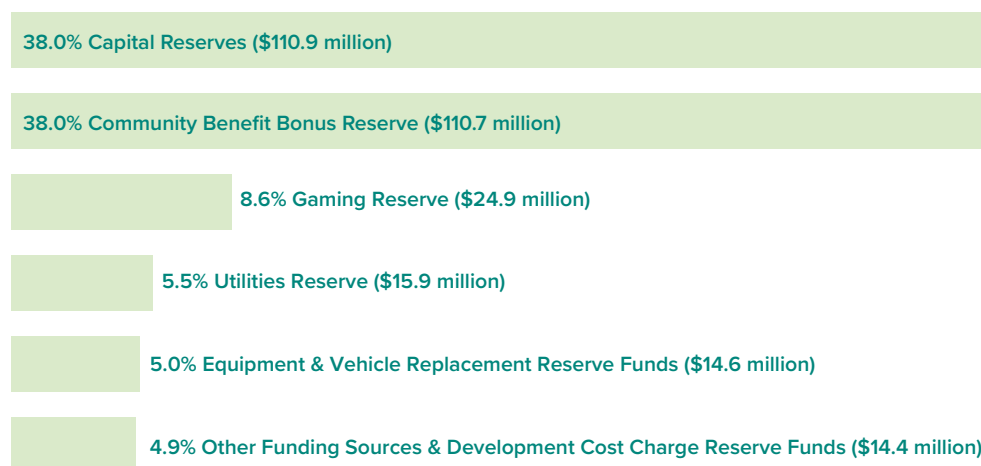 38.0% Capital Reserves ($110.9 million)
38.0% Community Benefit Bonus Reserve ($110.7 million)
8.6% Gaming Reserve ($24.9 million)
5.5% Utilities Reserve ($15.9 million)
5.0% Equipment & Vehicle Replacement Reserve Funds ($14.6 million)
4.9% Other Funding Sources & Development Cost Charge Reserve Funds ($14.4 million)